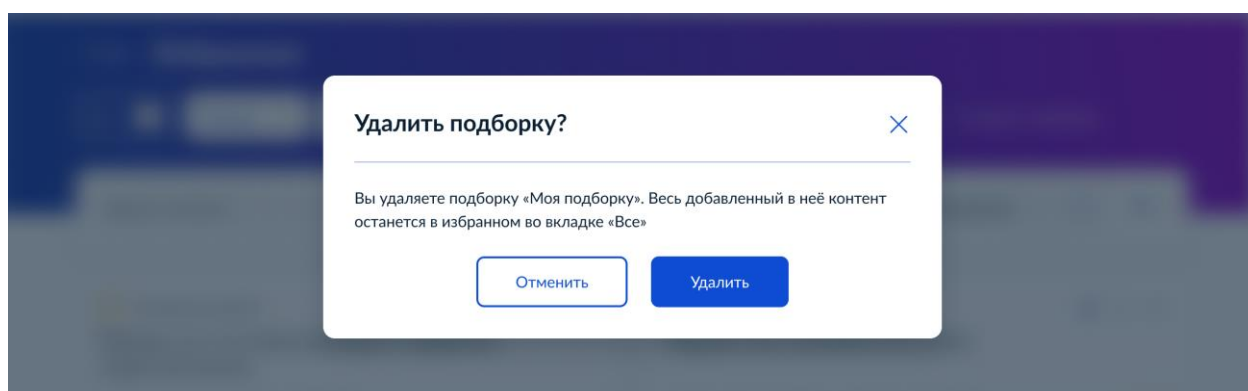 Удалить подборку?
Вы удаляете подборку «Моя подборку». Весь добавленный в неё контент
останется в избранном во вкладке «Все»
Отменить
Удалить